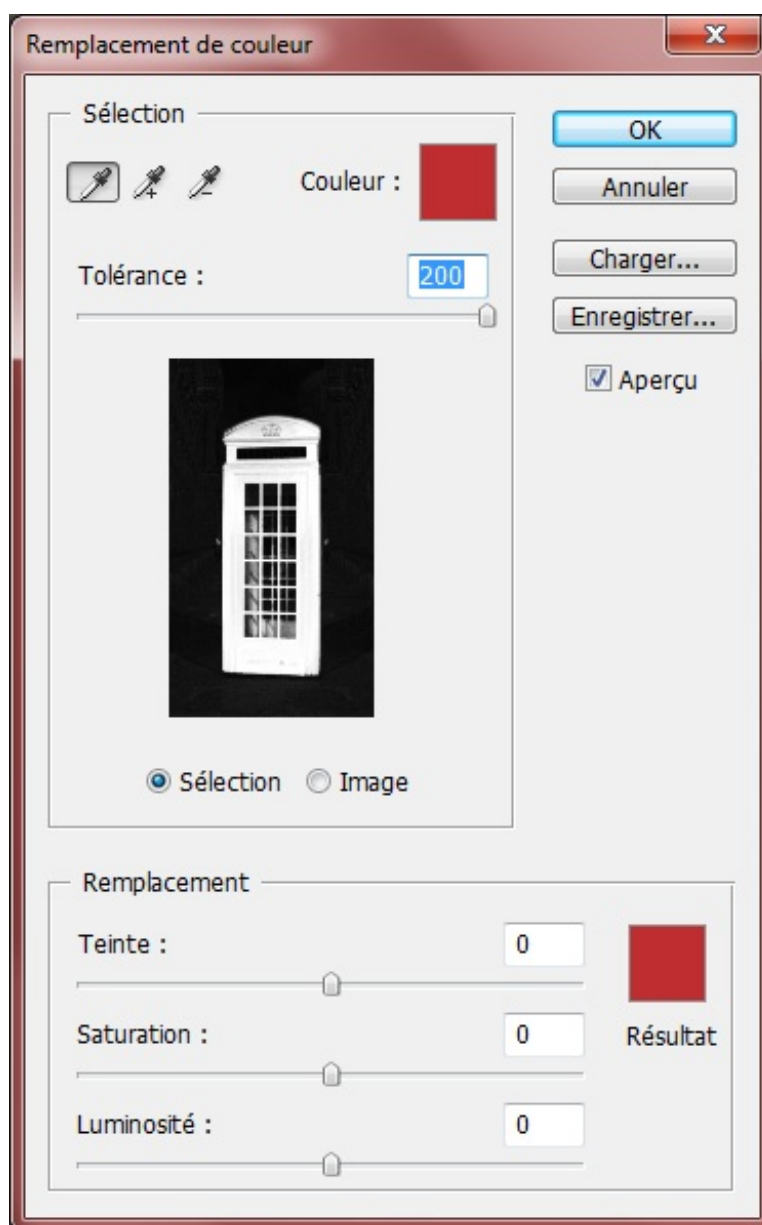 Remplacement de couleur
Sélection
OK
Couleur :
Annuler
Tolérance :
200
Charger...
Enregistrer...
Aperçu
Sélection
Image
Remplacement
Teinte :
0
Saturation :
0
Résultat
Luminosité :
0